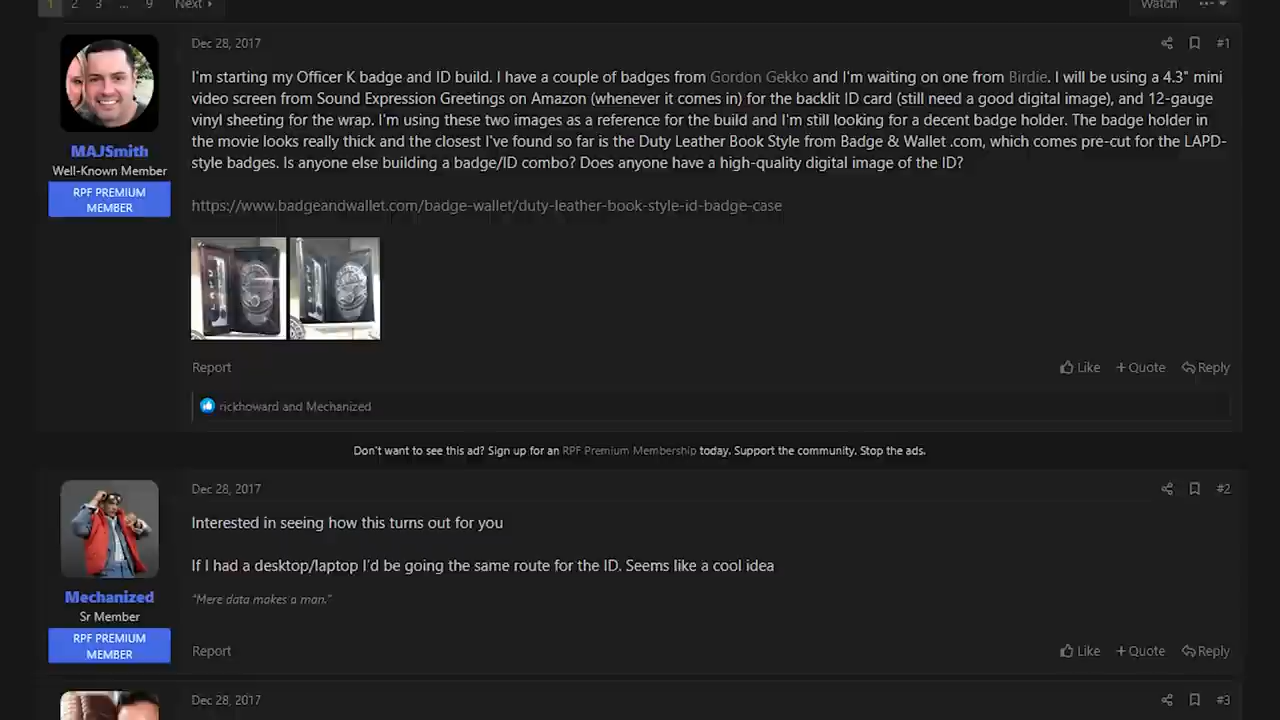 1 2 3 ... 9 Next
Watch
Dec 28, 2017
#1
MAJSmith
Well-Known Member
RPF PREMIUM
MEMBER
I'm starting my Officer K badge and ID build. I have a couple of badges from Gordon Gekko and I'm waiting on one from Birdie. I will be using a 4.3" mini
video screen from Sound Expression Greetings on Amazon (whenever it comes in) for the backlit ID card (still need a good digital image), and 12-gauge
vinyl sheeting for the wrap. I'm using these two images as a reference for the build and I'm still looking for a decent badge holder. The badge holder in
the movie looks really thick and the closest I've found so far is the Duty Leather Book Style from Badge & Wallet .com, which comes pre-cut for the LAPD-
style badges. Is anyone else building a badge/ID combo? Does anyone have a high-quality digital image of the ID?
https://www.badgeandwallet.com/badge-wallet/duty-leather-book-style-id-badge-case
LAPD
Report
Like + Quote Reply
rickhoward and Mechanized
Don't want to see this ad? Sign up for an RPF Premium Membership today. Support the community. Stop the ads.
Dec 28, 2017
#2
Mechanized
Sr Member
RPF PREMIUM
MEMBER
Interested in seeing how this turns out for you
If I had a desktop/laptop I'd be going the same route for the ID. Seems like a cool idea
"Mere data makes a man."
Report
Like + Quote Reply
Dec 28, 2017
#3